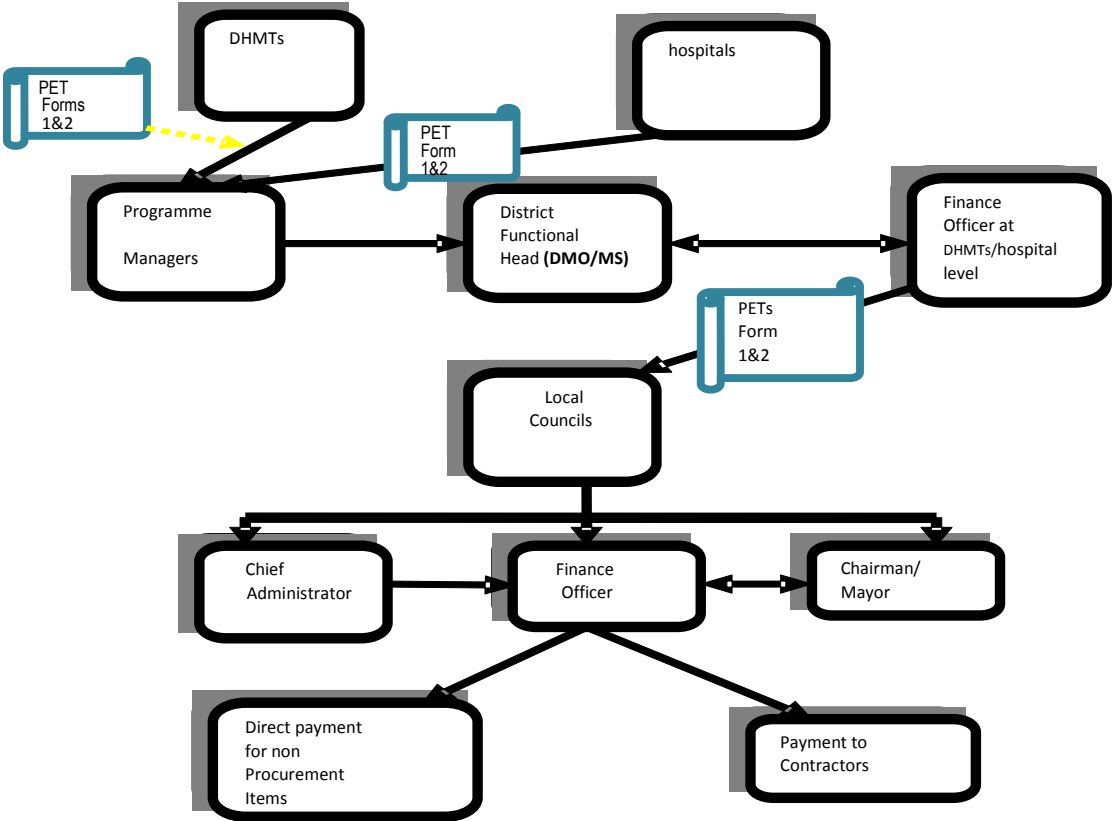 DHMTs
hospitals
PET
Forms
1&2
PET
Form
1&2
Programme
Managers
District
Functional
Head (DMO/MS)
Finance
Officer at
DHMTs/hospital
level
PETs
Form
1&2
Local
Councils
Chief
Administrator
Finance
Officer
Chairman/
Mayor
Direct payment
for non
Procurement
Items
Payment to
Contractors